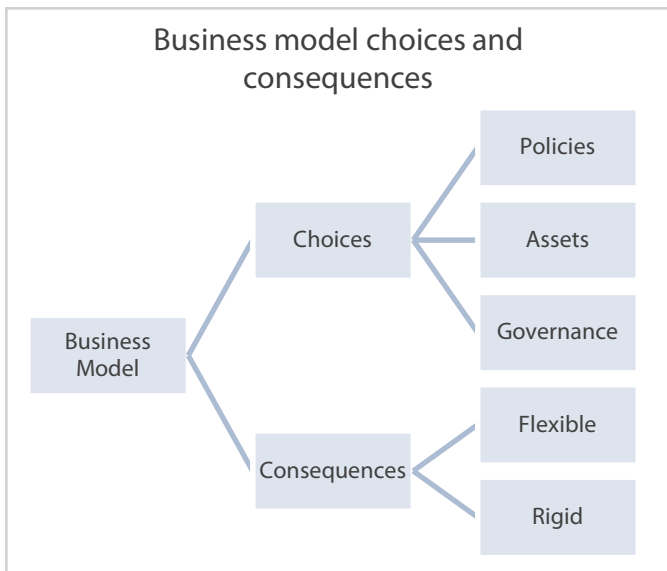 Business model choices and
consequences
Policies
Choices
Assets
Governance
Business
Model
Flexible
Consequences
Rigid